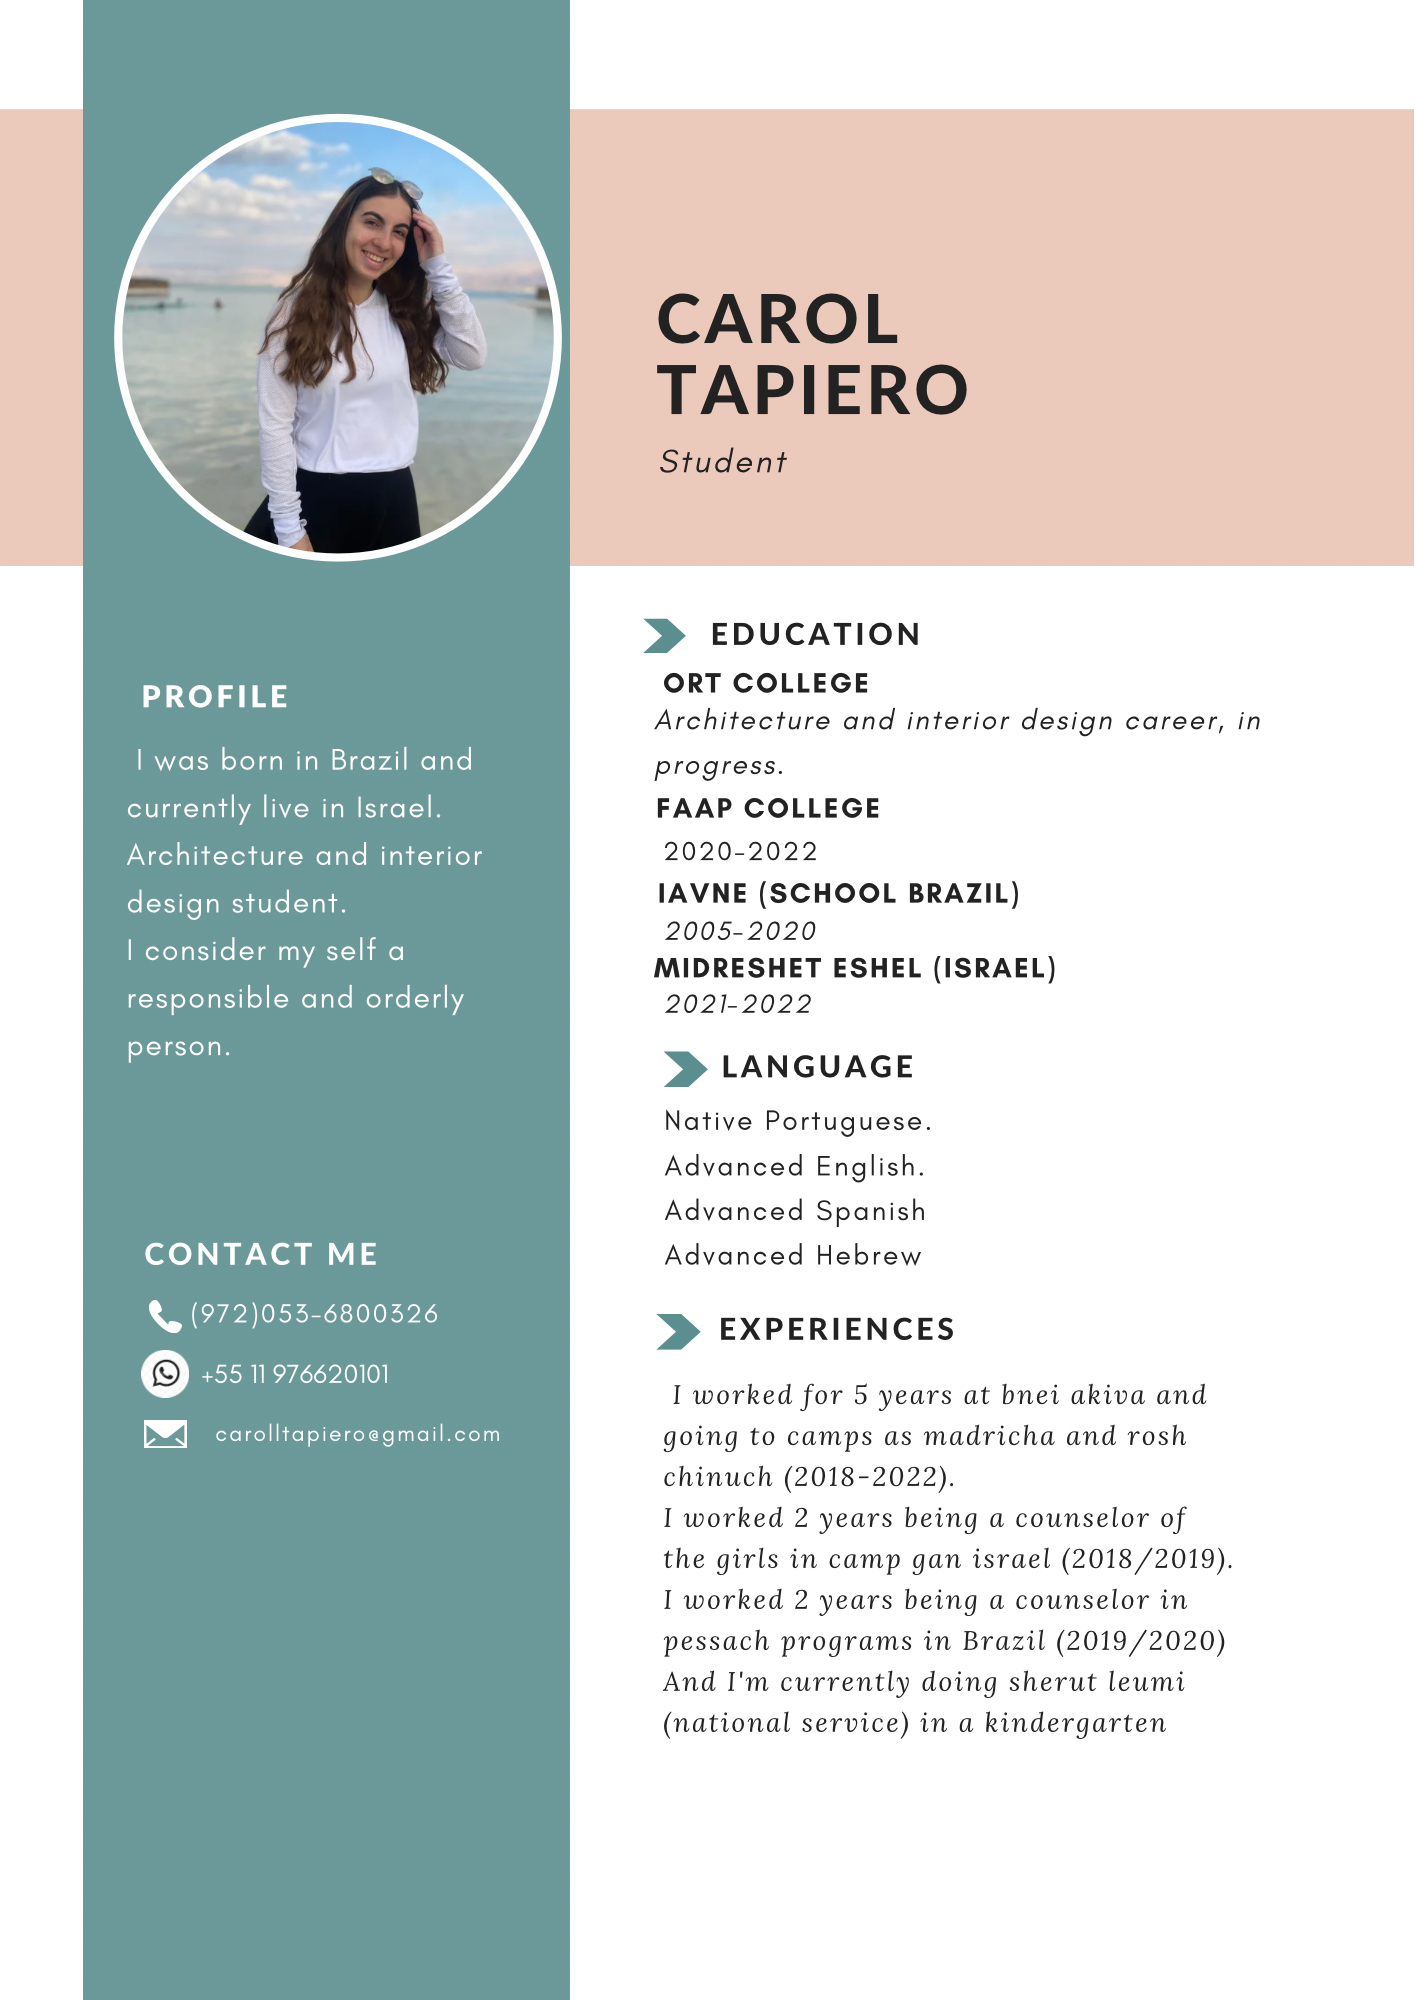 CAROL
TAPIERO
Student
PROFILE
I was born in Brazil and
currently live in Israel.
Architecture and interior
design student.
I consider my self a
responsible and orderly
person.
CONTACT ME
(972)053-6800326
+55 11 976620101
carolltapiero@gmail.com
EDUCATION
ORT COLLEGE
Architecture and interior design career, in
progress.
FAAP COLLEGE
2020-2022
IAVNE (SCHOOL BRAZIL)
2005-2020
MIDRESHET ESHEL (ISRAEL)
2021-2022
LANGUAGE
Native Portuguese.
Advanced English.
Advanced Spanish
Advanced Hebrew
EXPERIENCES
I worked for 5 years at bnei akiva and
going to camps as madricha and rosh
chinuch (2018-2022).
I worked 2 years being a counselor of
the girls in camp gan israel (2018/2019).
I worked 2 years being a counselor in
pessach programs in Brazil (2019/2020)
And I'm currently doing sherut leumi
(national service) in a kindergarten